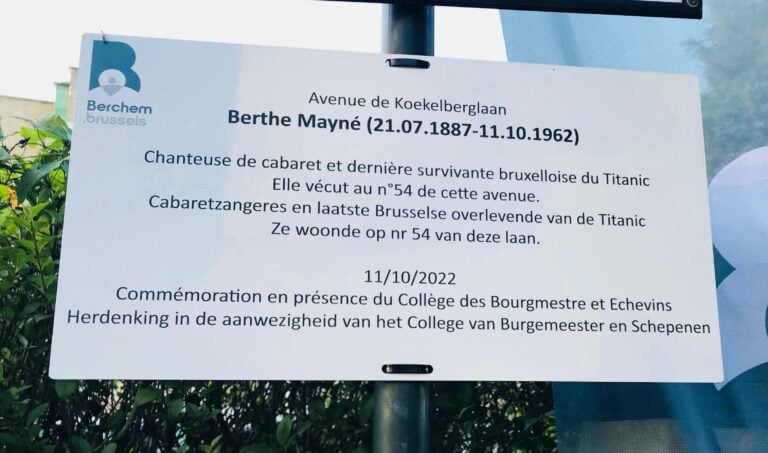 Berchem
.brussels
Avenue de Koekelberglaan
Berthe Mayné (21.07.1887-11.10.1962)
Chanteuse de cabaret et dernière survivante bruxelloise du Titanic
Elle vécut au n°54 de cette avenue.
Cabaretzangeres en laatste Brusselse overlevende van de Titanic
Ze woonde op nr 54 van deze laan.
11/10/2022
Commémoration en présence du Collège des Bourgmestre et Echevins
Herdenking in de aanwezigheid van het College van Burgemeester en Schepenen